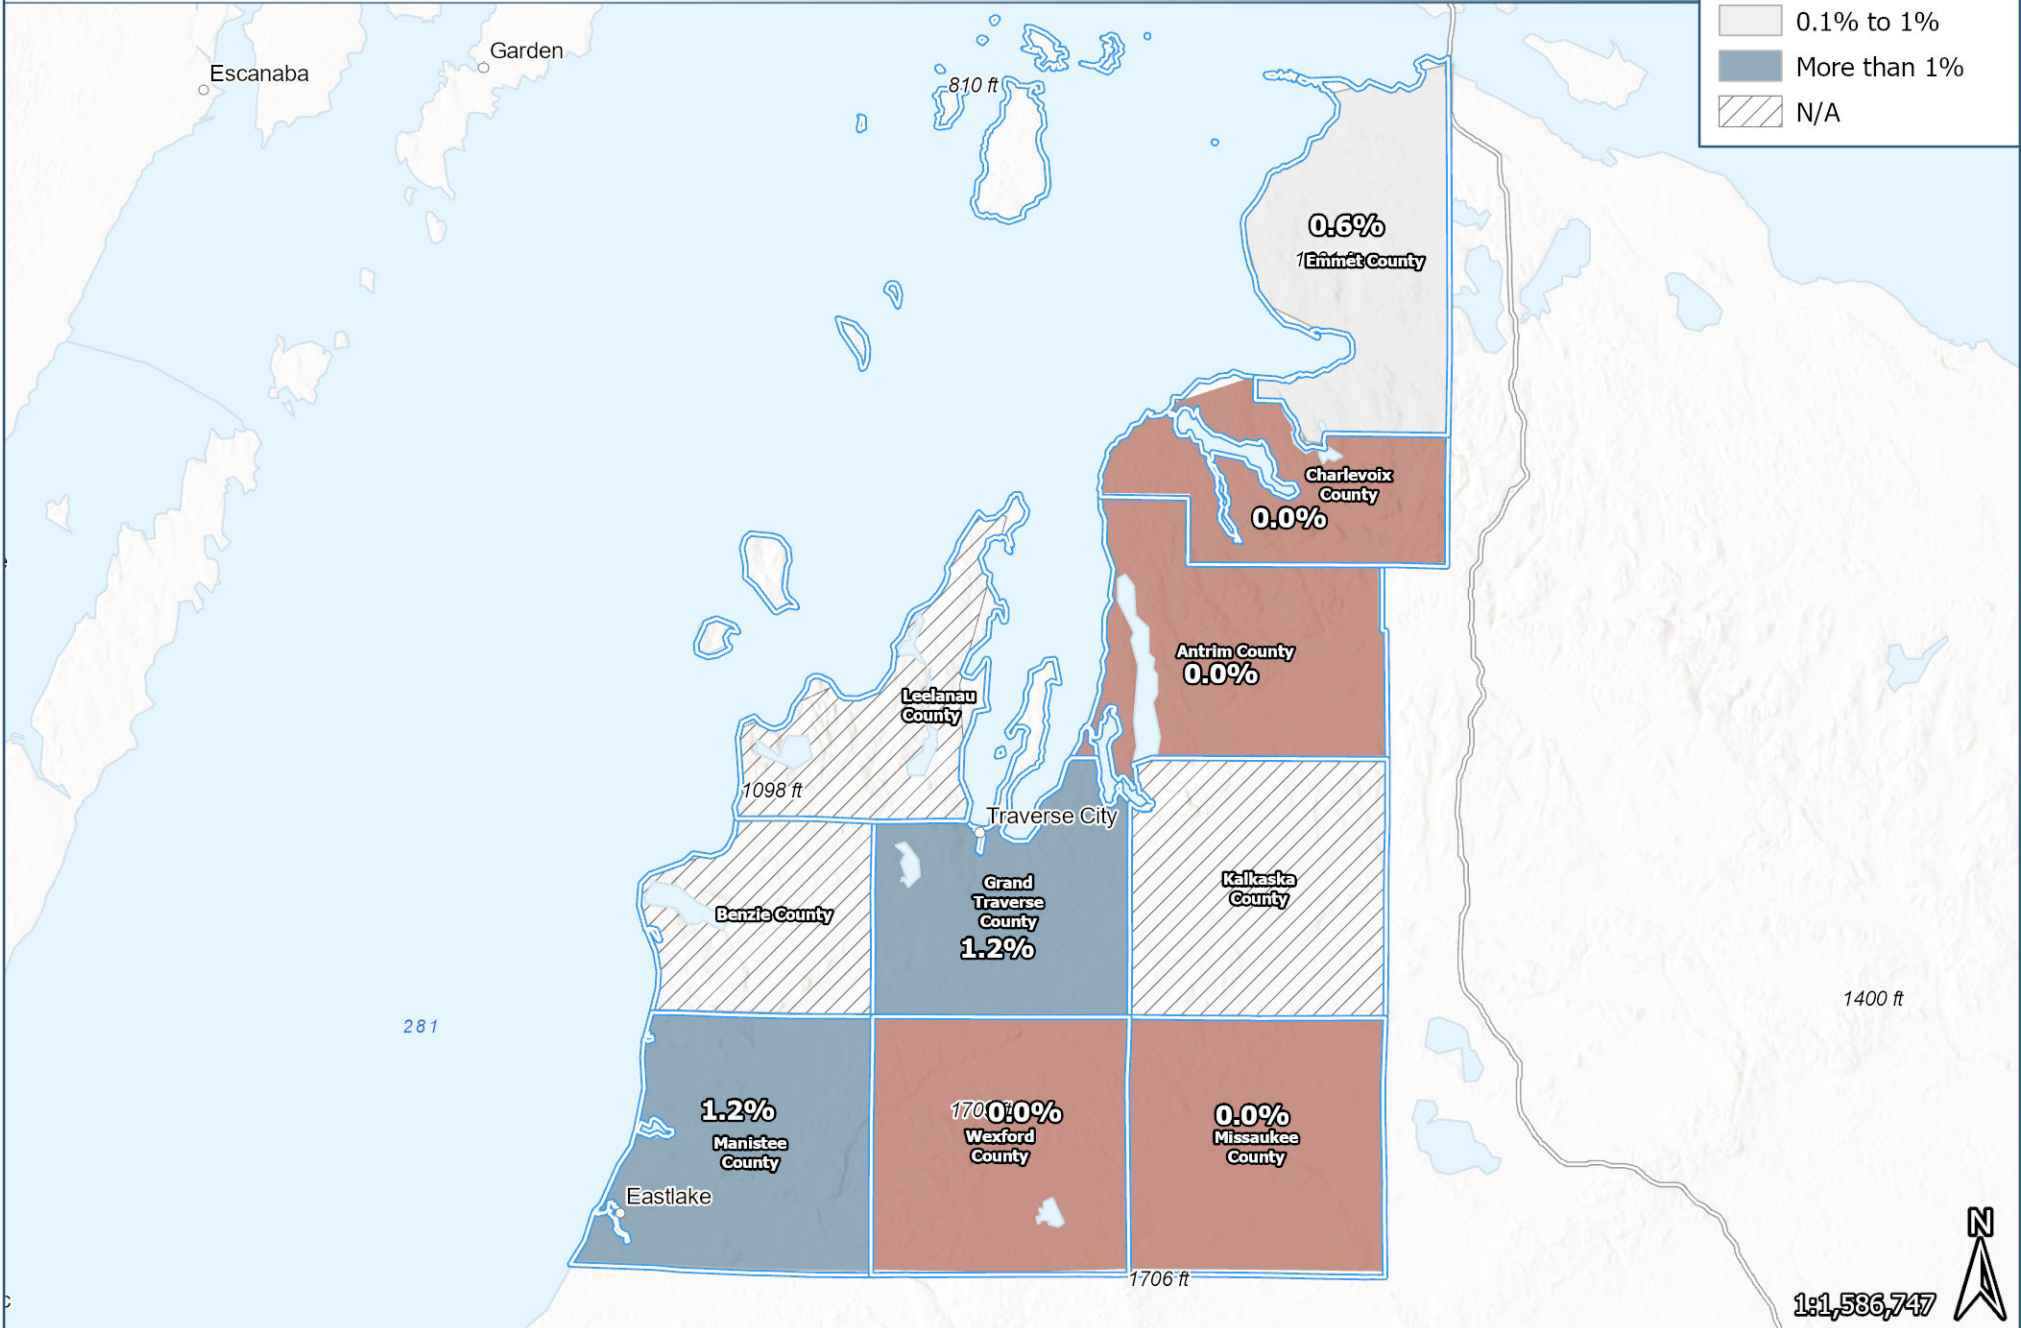 0.1% to 1%
More than 1%
N/A
Garden
Escanaba
810 ft
0.6%
Emmet County
Charlevoix
County
0.0%
Antrim County
0.0%
Leelanau
County
1098 ft
Traverse City
Grand
Traverse
County
1.2%
Kalkaska
County
Benzie County
1400 ft
281
1.2%
Manistee
County
0.0%
Wexford
County
0.0%
Missaukee
County
Eastlake
1706 ft
N
1:1,586,747